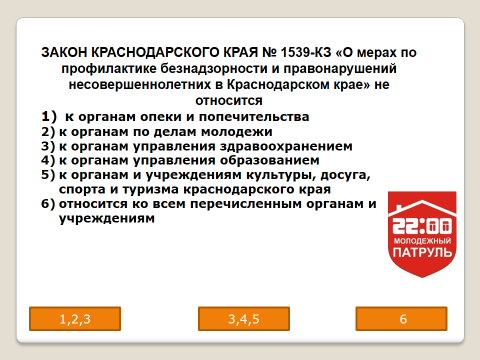 ЗАКОН КРАСНОДАРСКОГО КРАЯ № 1539-КЗ «О мерах по
профилактике безнадзорности и правонарушений
несовершеннолетних в Краснодарском крае» не
относится
1) к органам опеки и попечительства
2) к органам по делам молодежи
3) к органам управления здравоохранением
4) к органам управления образованием
5) к органам и учреждениям культуры, досуга,
спорта и туризма краснодарского края
6) относится ко всем перечисленным органам и
учреждениям
22:00
МОЛОДЕЖНЫЙ
ПАТРУЛЬ
1,2,3
3,4,5
6